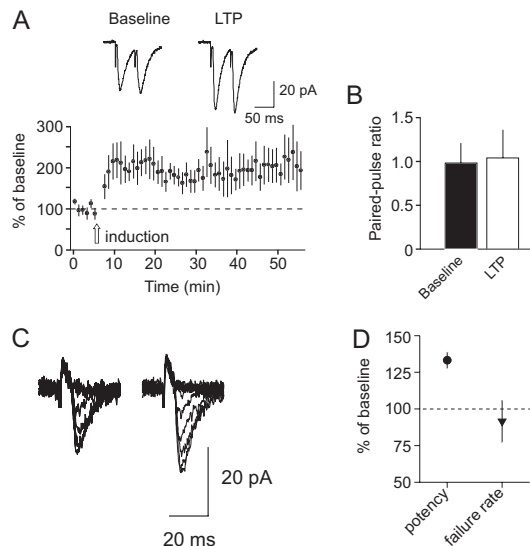 A
Baseline
LTP
20 pA
50 ms
% of baseline
300
200
100
0
induction
0
10
20
30
40
50
Time (min)
B
Paired-pulse ratio
1.5
1.0
0.5
0
Baseline
LTP
C
20 pA
20 ms
D
% of baseline
150
125
100
75
50
potency
failure rate